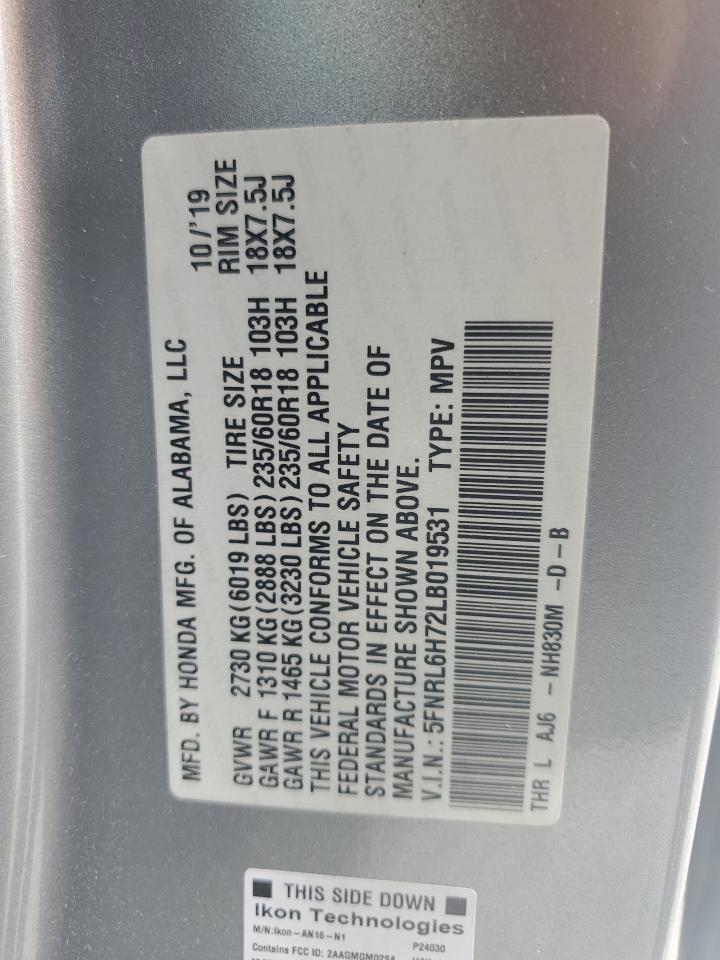 MFD. BY HONDA MFG. OF ALABAMA, LLC 10/'19
GVWR 2730 KG(6019 LBS) TIRE SIZE RIM SIZE
GAWR F 1310 KG(2888 LBS)235/60R18 103H 18X7.5J
GAWR R 1465 KG(3230 LBS)235/60R18 103H 18X7.5J
THIS VEHICLE CONFORMS TO ALL APPLICABLE
FEDERAL MOTOR VEHICLE SAFETY
STANDARDS IN EFFECT ON THE DATE OF
MANUFACTURE SHOWN ABOVE.
V.I.N.: 5FNRL6H72LB019531 TYPE: MPV
THR L AJ6 - NH830M -D-B
THIS SIDE DOWN
Ikon Technologies
M/N:Ikon-AN16-N1 P24030
Contains FCC ID: 2AAGMGM02SA